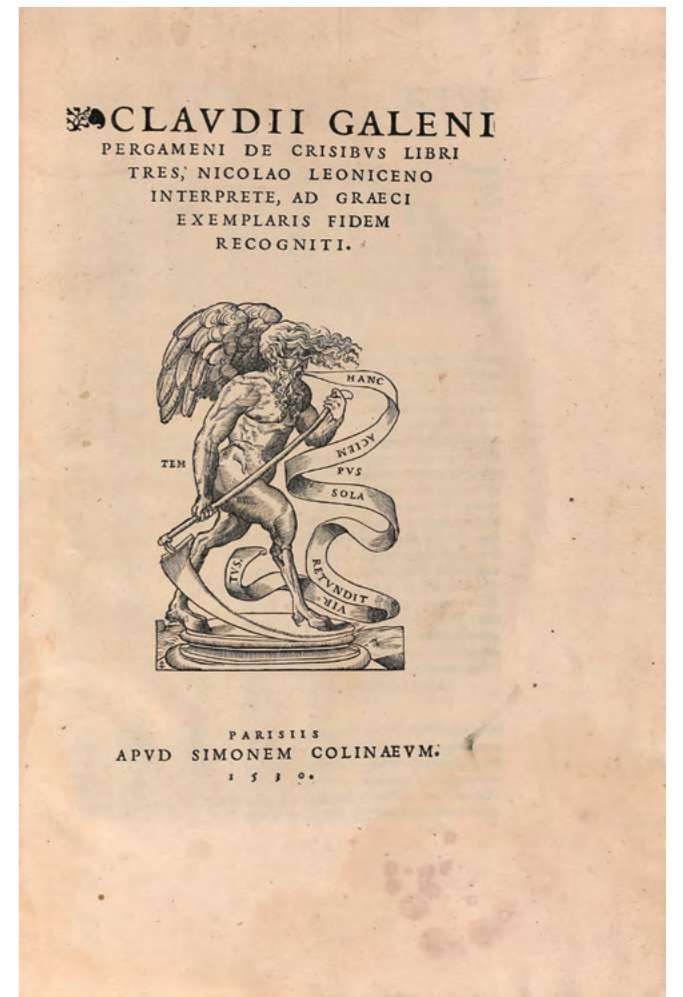 CLAVDII GALENI
PERGAMENI DE CRISIBVS LIBRI
TRES, NICOLAO LEONICENO
INTERPRETE, AD GRAECI
EXEMPLARIS FIDEM
RECOGNITI.
HANC
ACIEM
TEM
PVS
SOLA
RETVNDIT
VIR
TVS.
PARISIIS
APVD SIMONEM COLINAEVM.
1530.